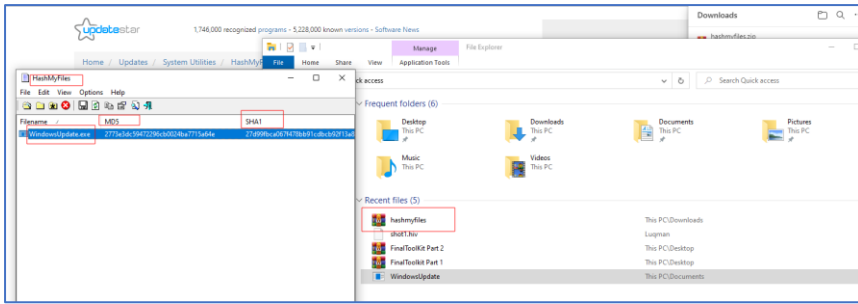 updatestar
1,746,000 recognized programs - 5,228,000 known versions - Software News
Downloads
hashmyfiles.zip
Home / Updates / System Utilities / HashMyF
Manage
File Explorer
File Home Share View Application Tools
HashMyFiles
File Edit View Options Help
Filename / MD5 SHA1
WindowsUpdate.exe 2773e3dc59472296cb0024ba7715a64e 27d99fbca067f478bb91cdbcb92f13a8
ck access
Search Quick access
Frequent folders (6)
Desktop
This PC
Downloads
This PC
Documents
This PC
Pictures
This PC
Music
This PC
Videos
This PC
Recent files (5)
hashmyfiles This PC\Downloads
shot1.hiv Luqman
FinalToolKit Part 2 This PC\Desktop
FinalToolkit Part 1 This PC\Desktop
WindowsUpdate This PC\Documents